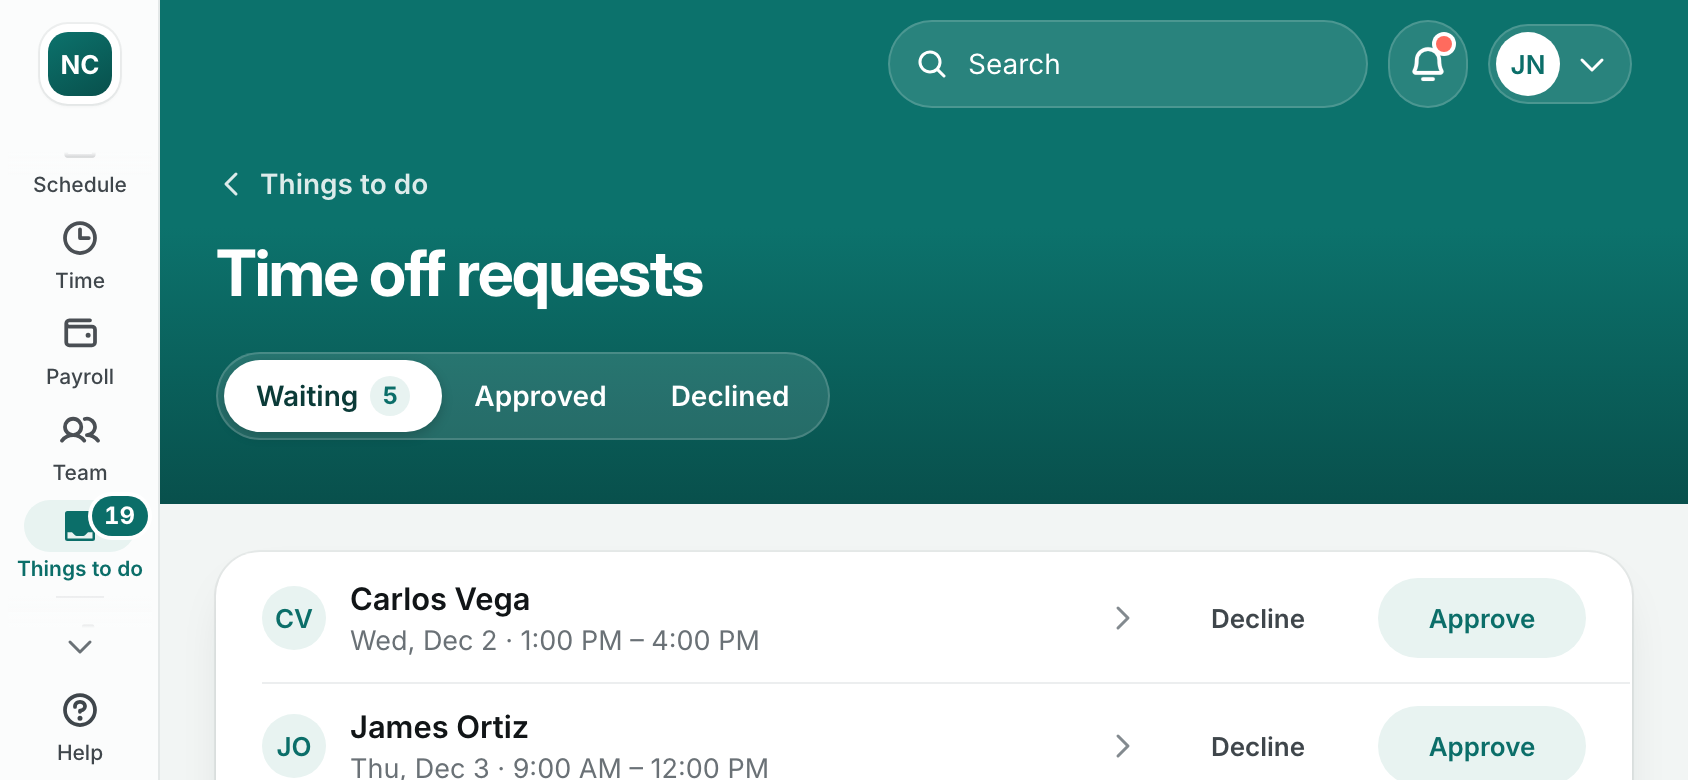 NC
Search
JN
Schedule
Time
Payroll
Team
19
Things to do
Help
Things to do
Time off requests
Waiting 5 Approved Declined
CV Carlos Vega
Wed, Dec 2 · 1:00 PM – 4:00 PM
Decline Approve
JO James Ortiz
Thu, Dec 3 · 9:00 AM – 12:00 PM
Decline Approve